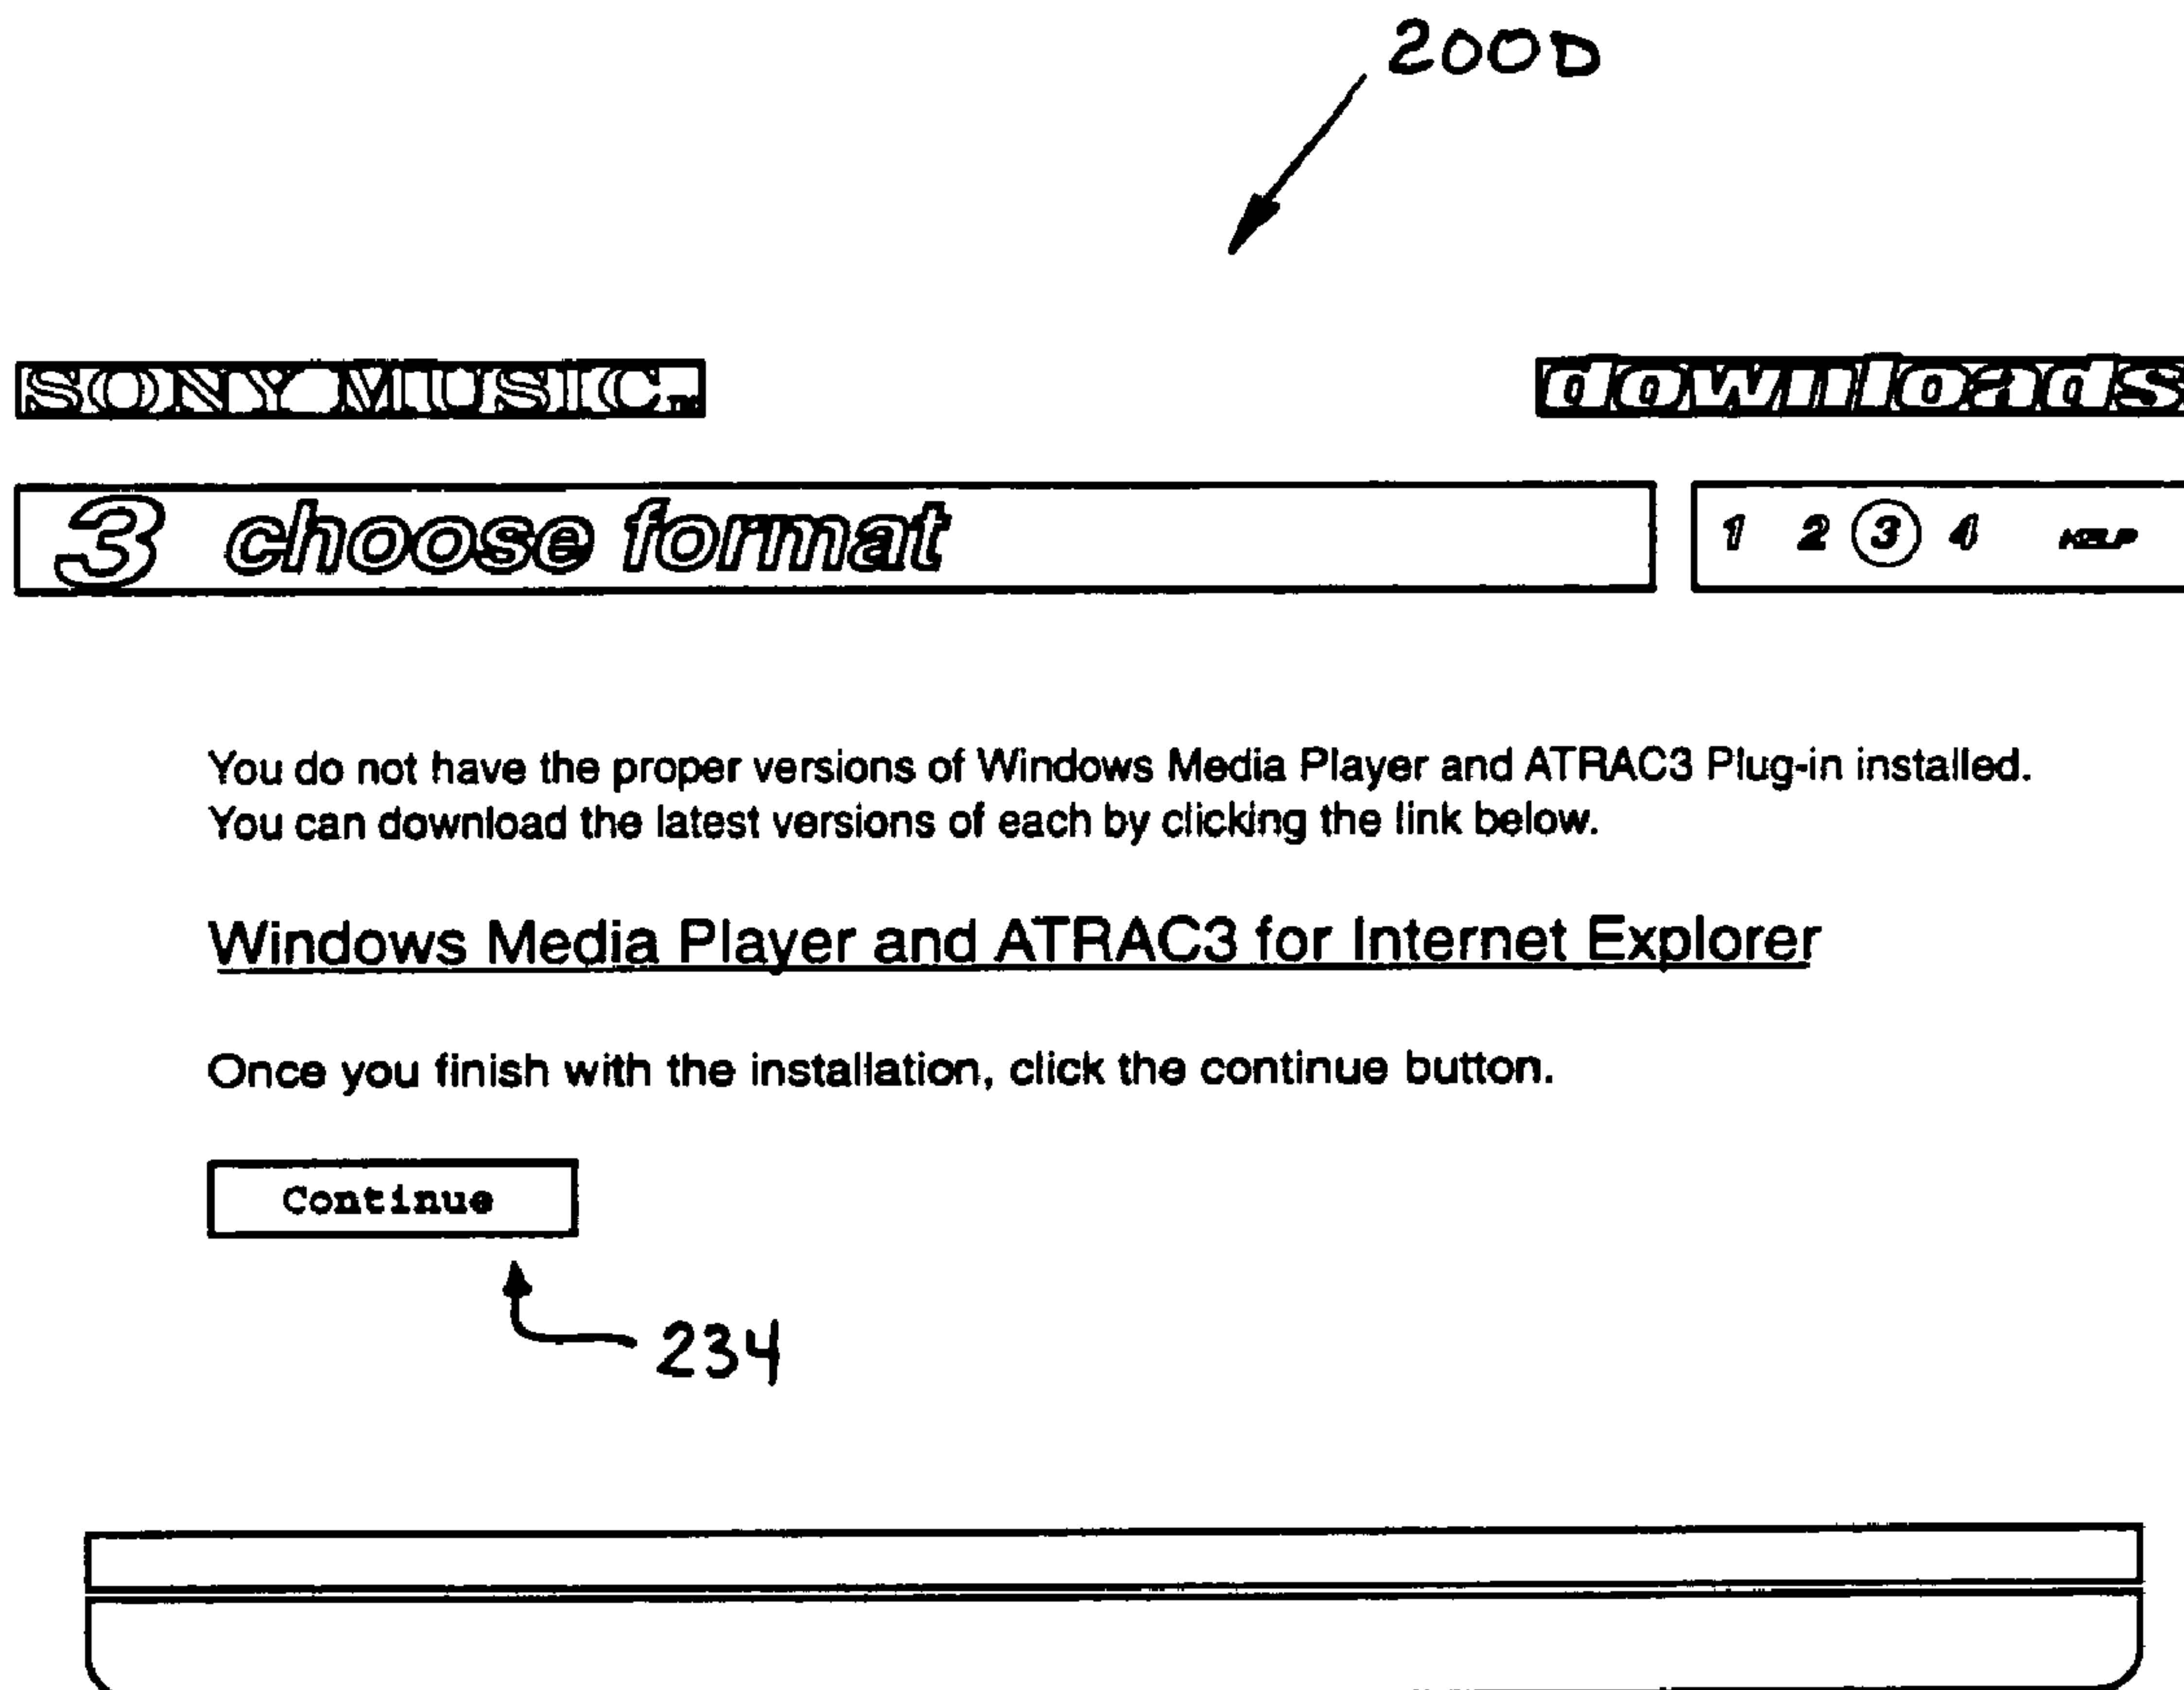 200D
SONY MUSIC
downloads
3 choose format
1 2 3 4 HELP
You do not have the proper versions of Windows Media Player and ATRAC3 Plug-in installed.
You can download the latest versions of each by clicking the link below.
Windows Media Player and ATRAC3 for Internet Explorer
Once you finish with the installation, click the continue button.
Continue
234